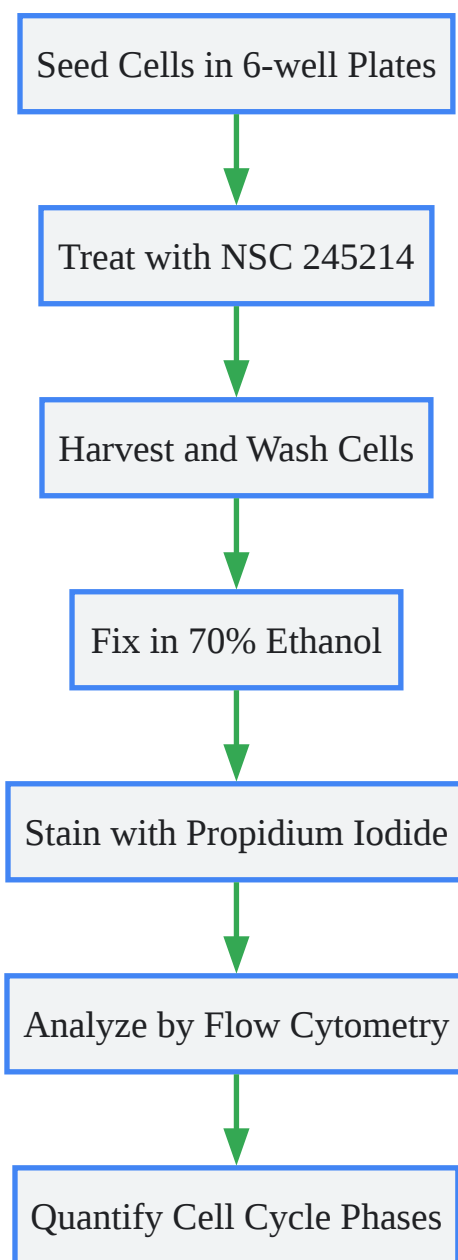 Seed Cells in 6-well Plates
Treat with NSC 245214
Harvest and Wash Cells
Fix in 70% Ethanol
Stain with Propidium Iodide
Analyze by Flow Cytometry
Quantify Cell Cycle Phases